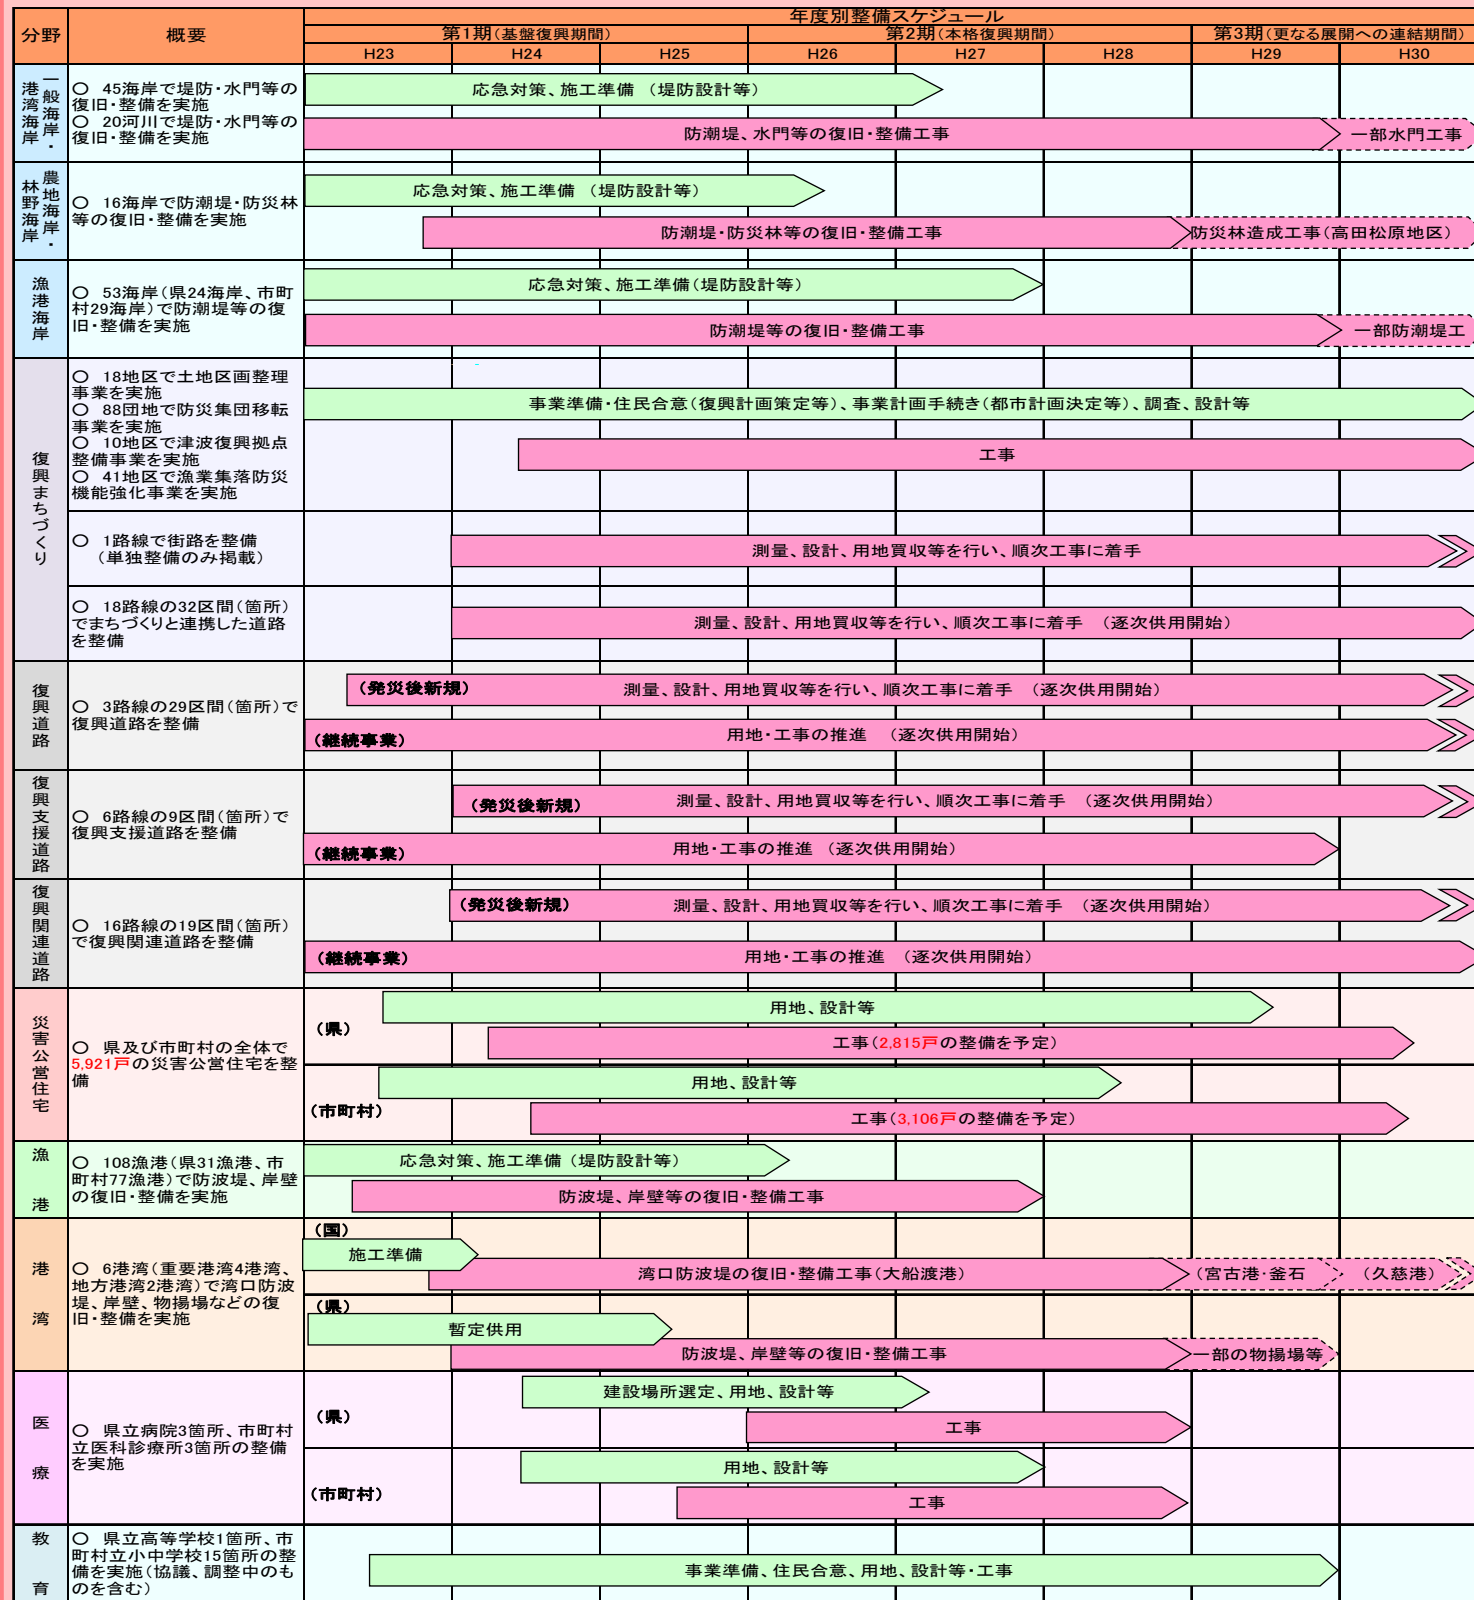 年度別整備スケジュール
分野
概要
第1期(基盤復興期間)
第2期(本格復興期間)
第3期(更なる展開への連結期間)
H23
H24
H25
H26
H27
H28
H29
H30
一般海岸・
港湾海岸
○ 45海岸で堤防・水門等の
復旧・整備を実施
○ 20河川で堤防・水門等の
復旧・整備を実施
応急対策、施工準備 (堤防設計等)
防潮堤、水門等の復旧・整備工事
一部水門工事
農地海岸・
林野海岸
○ 16海岸で防潮堤・防災林
等の復旧・整備を実施
応急対策、施工準備 (堤防設計等)
防潮堤・防災林等の復旧・整備工事
防災林造成工事(高田松原地区)
漁港海岸
○ 53海岸(県24海岸、市町
村29海岸)で防潮堤等の復
旧・整備を実施
応急対策、施工準備(堤防設計等)
防潮堤等の復旧・整備工事
一部防潮堤工
復興まちづくり
○ 18地区で土地区画整理
事業を実施
○ 88団地で防災集団移転
事業を実施
○ 10地区で津波復興拠点
整備事業を実施
○ 41地区で漁業集落防災
機能強化事業を実施
事業準備・住民合意(復興計画策定等)、事業計画手続き(都市計画決定等)、調査、設計等
工事
○ 1路線で街路を整備
(単独整備のみ掲載)
測量、設計、用地買収等を行い、順次工事に着手
○ 18路線の32区間(箇所)
でまちづくりと連携した道路
を整備
測量、設計、用地買収等を行い、順次工事に着手 (逐次供用開始)
復興道路
○ 3路線の29区間(箇所)で
復興道路を整備
(発災後新規)
測量、設計、用地買収等を行い、順次工事に着手 (逐次供用開始)
(継続事業)
用地・工事の推進 (逐次供用開始)
復興支援道路
○ 6路線の9区間(箇所)で
復興支援道路を整備
(発災後新規)
測量、設計、用地買収等を行い、順次工事に着手 (逐次供用開始)
(継続事業)
用地・工事の推進 (逐次供用開始)
復興関連道路
○ 16路線の19区間(箇所)
で復興関連道路を整備
(発災後新規)
測量、設計、用地買収等を行い、順次工事に着手 (逐次供用開始)
(継続事業)
用地・工事の推進 (逐次供用開始)
災害公営住宅
○ 県及び市町村の全体で
5,921戸の災害公営住宅を整
備
(県)
用地、設計等
工事(2,815戸の整備を予定)
(市町村)
用地、設計等
工事(3,106戸の整備を予定)
漁港
○ 108漁港(県31漁港、市
町村77漁港)で防波堤、岸壁
の復旧・整備を実施
応急対策、施工準備(堤防設計等)
防波堤、岸壁等の復旧・整備工事
港湾
○ 6港湾(重要港湾4港湾、
地方港湾2港湾)で湾口防波
堤、岸壁、物揚場などの復
旧・整備を実施
(国)
施工準備
湾口防波堤の復旧・整備工事(大船渡港)
(宮古港・釜石
(久慈港)
(県)
暫定供用
防波堤、岸壁等の復旧・整備工事
一部の物揚場等
医療
○ 県立病院3箇所、市町村
立医科診療所3箇所の整備
を実施
(県)
建設場所選定、用地、設計等
工事
(市町村)
用地、設計等
工事
教育
○ 県立高等学校1箇所、市
町村立小中学校15箇所の整
備を実施(協議、調整中のも
のを含む)
事業準備、住民合意、用地、設計等・工事